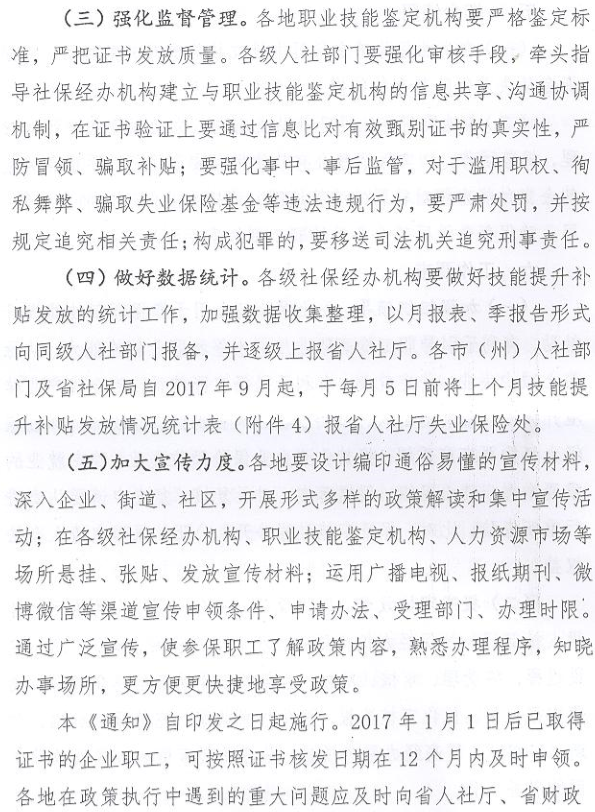 （三）强化监督管理。各地职业技能鉴定机构要严格鉴定标
准，严把证书发放质量。各级人社部门要强化审核手段，牵头指
导社保经办机构建立与职业技能鉴定机构的信息共享、沟通协调
机制，在证书验证上要通过信息比对有效甄别证书的真实性，严
防冒领、骗取补贴；要强化事中、事后监管，对于滥用职权、徇
私舞弊、骗取失业保险基金等违法违规行为，要严肃处罚，并按
规定追究相关责任；构成犯罪的，要移送司法机关追究刑事责任。
（四）做好数据统计。各级社保经办机构要做好技能提升补
贴发放的统计工作，加强数据收集整理，以月报表、季报告形式
向同级人社部门报备，并逐级上报省人社厅。各市（州）人社部
门及省社保局自 2017 年 9 月起，于每月 5 日前将上个月技能提
升补贴发放情况统计表（附件 4）报省人社厅失业保险处。
（五）加大宣传力度。各地要设计编印通俗易懂的宣传材料，
深入企业、街道、社区，开展形式多样的政策解读和集中宣传活
动；在各级社保经办机构、职业技能鉴定机构、人力资源市场等
场所悬挂、张贴、发放宣传材料；运用广播电视、报纸期刊、微
博微信等渠道宣传申领条件、申请办法、受理部门、办理时限。
通过广泛宣传，使参保职工了解政策内容，熟悉办理程序，知晓
办事场所，更方便更快捷地享受政策。
本《通知》自印发之日起施行。2017 年 1 月 1 日后已取得
证书的企业职工，可按照证书核发日期在 12 个月内及时申领。
各地在政策执行中遇到的重大问题应及时向省人社厅、省财政